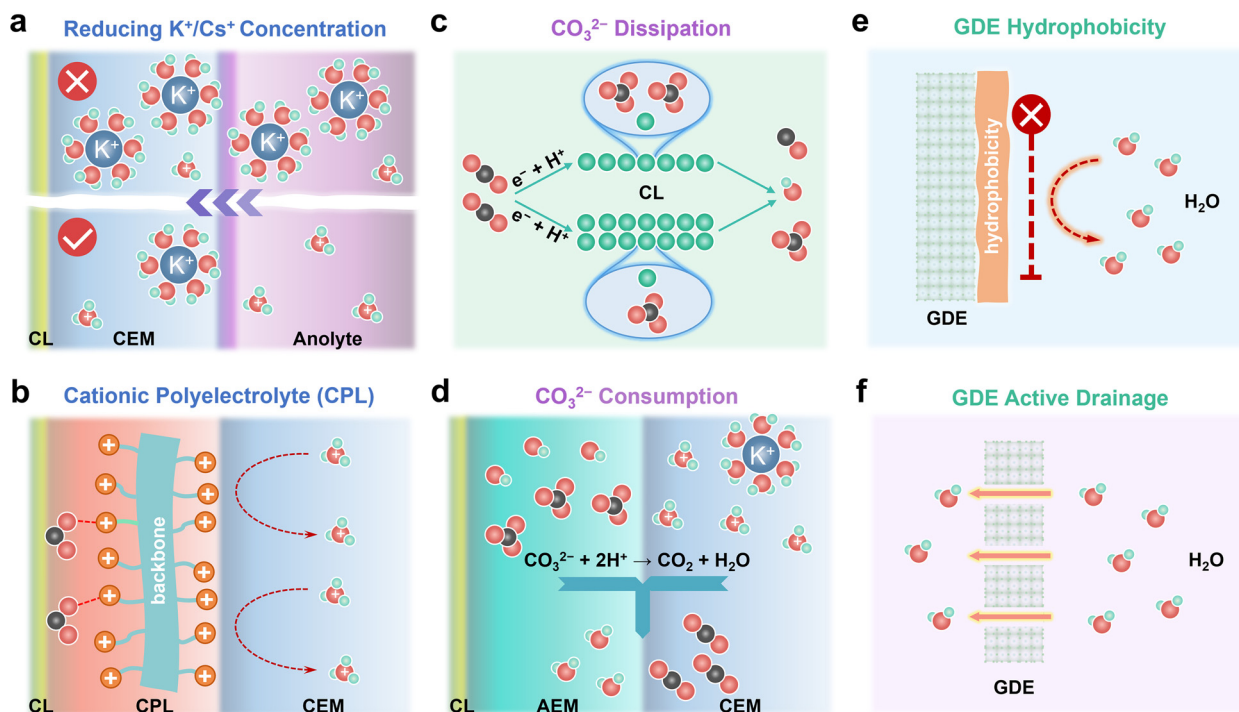 a
Reducing K⁺/Cs⁺ Concentration
K⁺
K⁺
K⁺
K⁺
+
+
K⁺
+
+
+
CL
CEM
Anolyte
b
Cationic Polyelectrolyte (CPL)
+
+
+
+
+
+
+
+
+
+
+
+
+
+
backbone
+
+
+
+
CL
CPL
CEM
c
CO₃²⁻ Dissipation
e⁻ + H⁺
CL
e⁻ + H⁺
d
CO₃²⁻ Consumption
K⁺
+
+
+
+
CO₃²⁻ + 2H⁺ → CO₂ + H₂O
CL
AEM
CEM
e
GDE Hydrophobicity
hydrophobicity
H₂O
GDE
f
GDE Active Drainage
H₂O
GDE